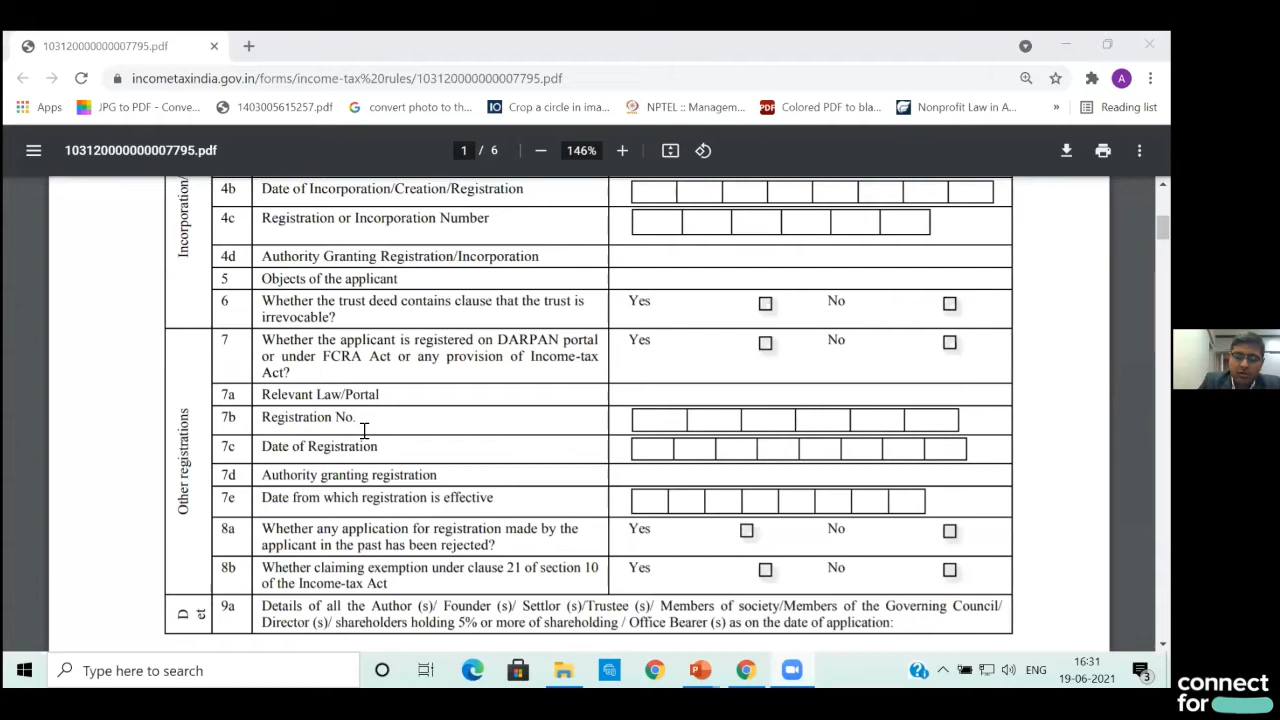 103120000000007795.pdf
incometaxindia.gov.in/forms/income-tax%20rules/103120000000007795.pdf
A
Apps
JPG to PDF - Conve...
1403005615257.pdf
convert photo to th...
Crop a circle in ima...
NPTEL :: Managem...
Colored PDF to bla...
Nonprofit Law in A...
»
Reading list
103120000000007795.pdf
1 / 6
146%
Incorporation/
4b Date of Incorporation/Creation/Registration
4c Registration or Incorporation Number
4d Authority Granting Registration/Incorporation
5 Objects of the applicant
6 Whether the trust deed contains clause that the trust is Yes No
irrevocable?
Other registrations
7 Whether the applicant is registered on DARPAN portal Yes No
or under FCRA Act or any provision of Income-tax
Act?
7a Relevant Law/Portal
7b Registration No.
7c Date of Registration
7d Authority granting registration
7e Date from which registration is effective
8a Whether any application for registration made by the Yes No
applicant in the past has been rejected?
8b Whether claiming exemption under clause 21 of section 10 Yes No
of the Income-tax Act
D
et
9a Details of all the Author (s)/ Founder (s)/ Settlor (s)/Trustee (s)/ Members of society/Members of the Governing Council/
Director (s)/ shareholders holding 5% or more of shareholding / Office Bearer (s) as on the date of application:
Type here to search
ENG
16:31
19-06-2021
3
connect
for